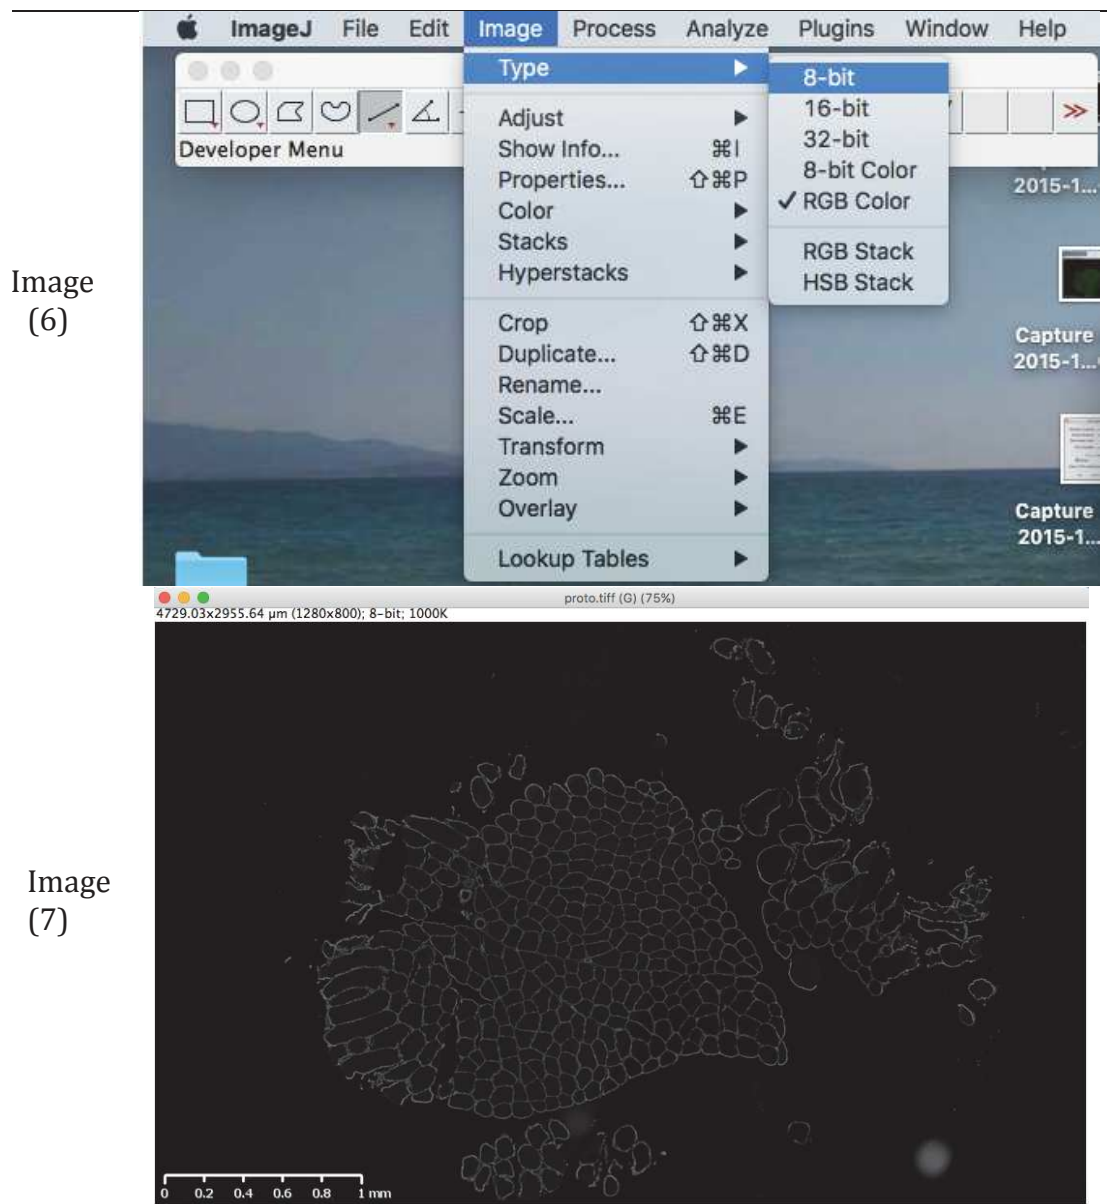 ImageJ File Edit Image Process Analyze Plugins Window Help
Type
8-bit
16-bit
32-bit
8-bit Color
✓ RGB Color
RGB Stack
HSB Stack
Developer Menu
Adjust
Show Info... ⌘I
Properties... ⇧⌘P
Color
Stacks
Hyperstacks
Crop ⇧⌘X
Duplicate... ⇧⌘D
Rename...
Scale... ⌘E
Transform
Zoom
Overlay
Lookup Tables
2015-1...
Capture
2015-1...
Capture
2015-1...
Image
(6)
proto.tiff (G) (75%)
4729.03x2955.64 µm (1280x800); 8-bit; 1000K
Image
(7)
0 0.2 0.4 0.6 0.8 1 mm